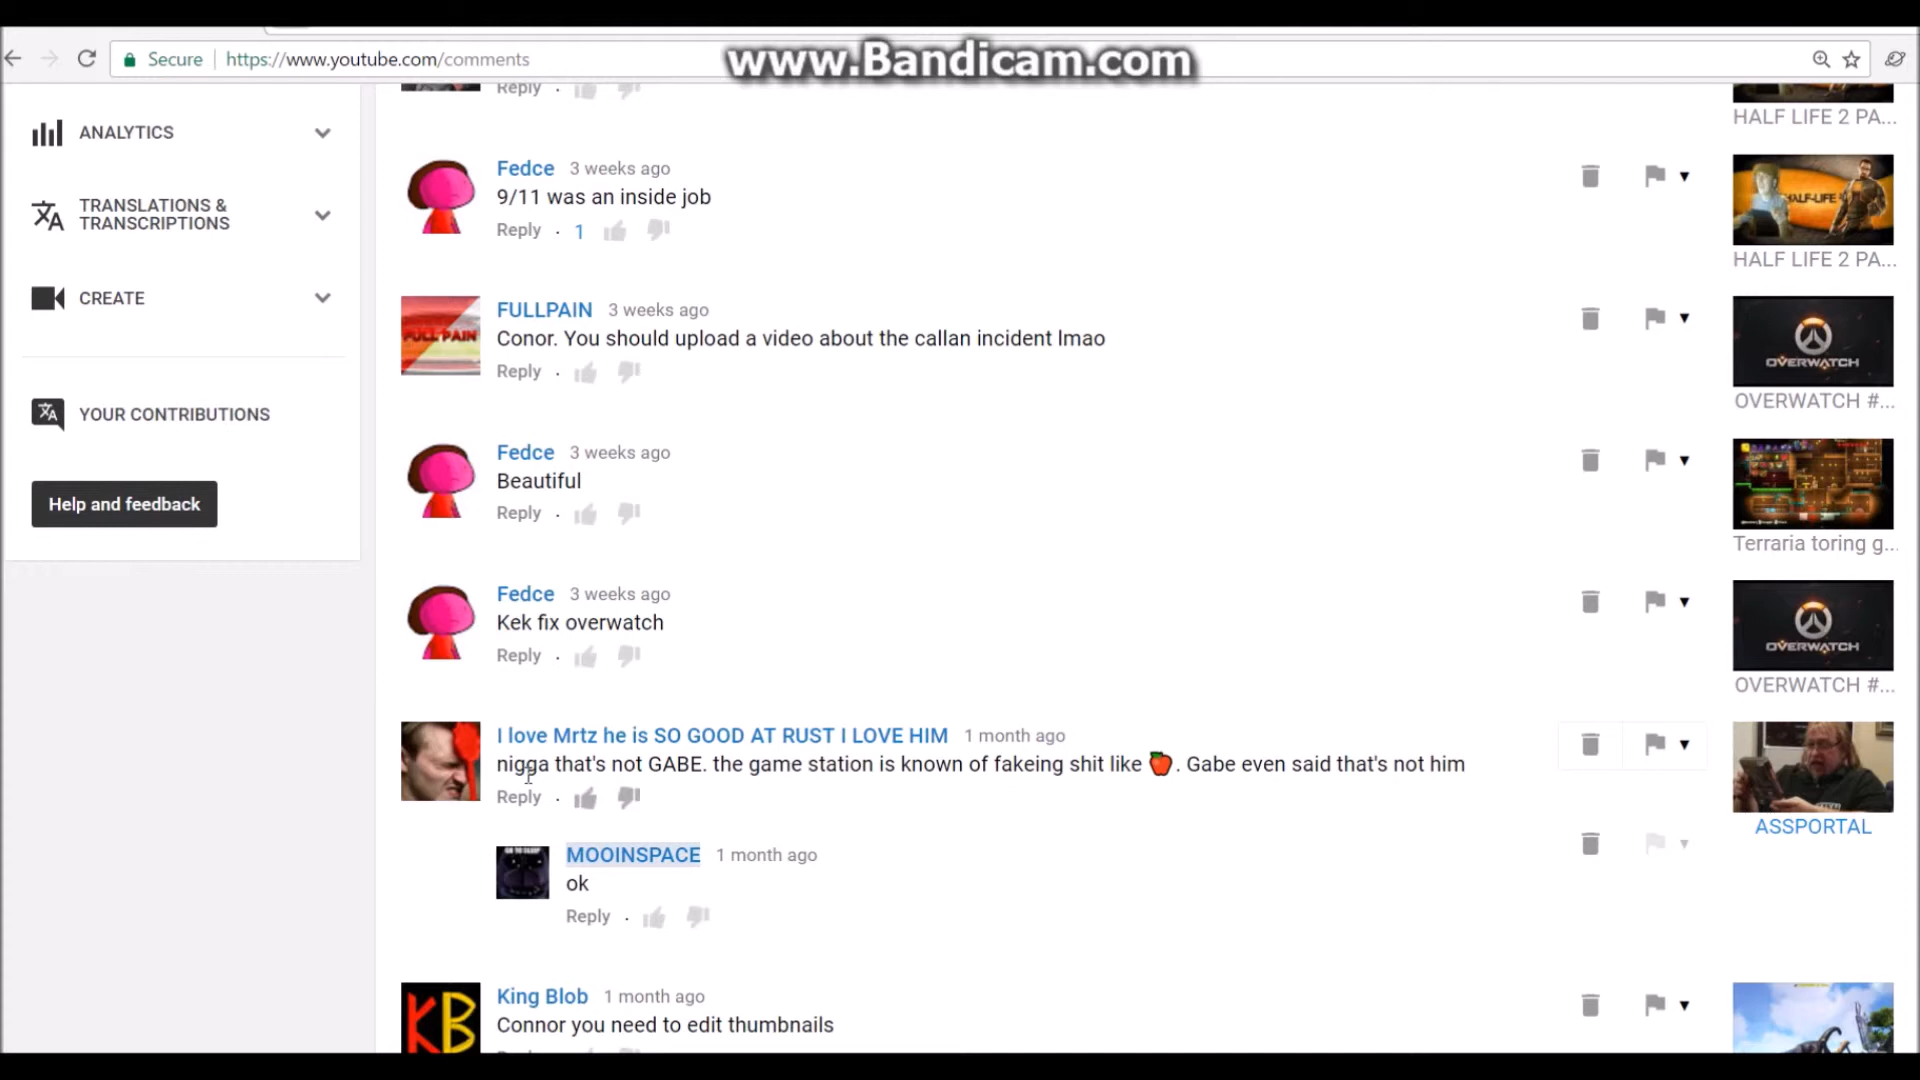 www.Bandicam.com
Secure
https://www.youtube.com/comments
ANALYTICS
TRANSLATIONS &
TRANSCRIPTIONS
CREATE
YOUR CONTRIBUTIONS
Help and feedback
Reply
HALF LIFE 2 PA...
Fedce 3 weeks ago
9/11 was an inside job
Reply · 1
HALF-LIFE
HALF LIFE 2 PA...
FULL PAIN
FULLPAIN 3 weeks ago
Conor. You should upload a video about the callan incident lmao
Reply ·
OVERWATCH
OVERWATCH #...
Fedce 3 weeks ago
Beautiful
Reply ·
Terraria toring g...
Fedce 3 weeks ago
Kek fix overwatch
Reply ·
OVERWATCH
OVERWATCH #...
I love Mrtz he is SO GOOD AT RUST I LOVE HIM 1 month ago
nigga that's not GABE. the game station is known of fakeing shit like 🍎. Gabe even said that's not him
Reply ·
ASSPORTAL
MOOINSPACE 1 month ago
ok
Reply ·
KB
King Blob 1 month ago
Connor you need to edit thumbnails